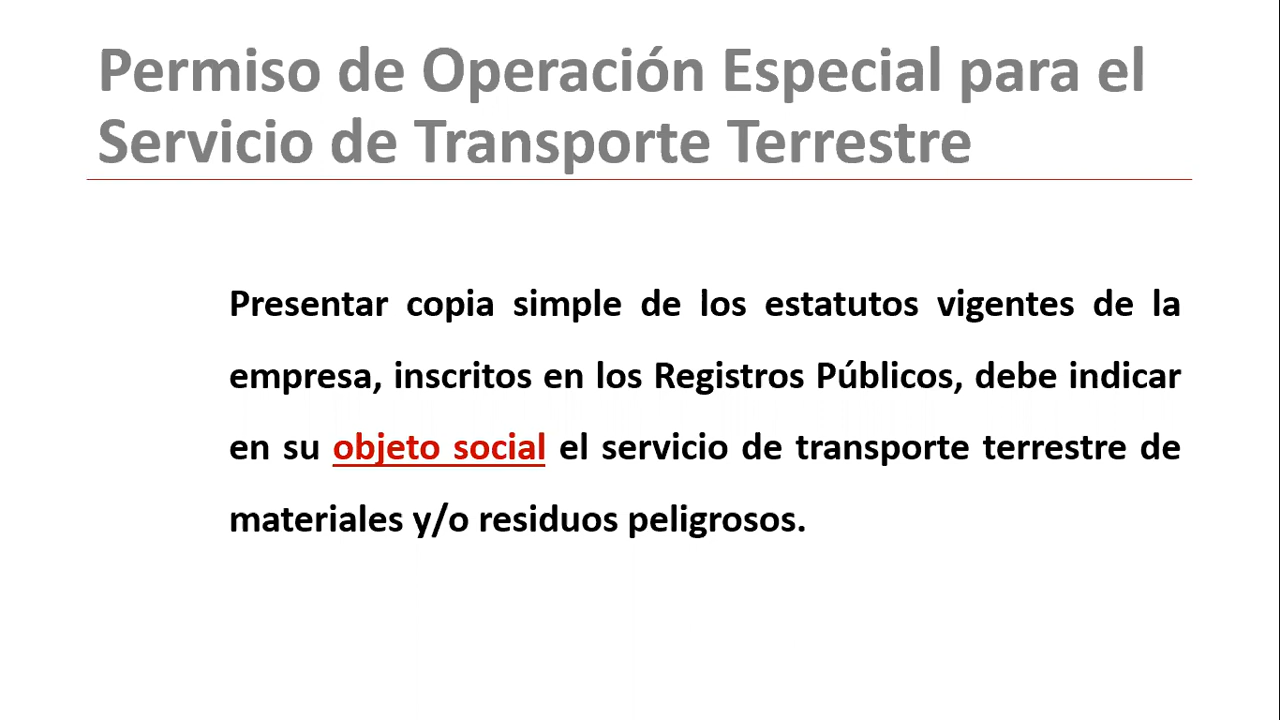 Permiso de Operación Especial para el
Servicio de Transporte Terrestre
Presentar copia simple de los estatutos vigentes de la
empresa, inscritos en los Registros Públicos, debe indicar
en su objeto social el servicio de transporte terrestre de
materiales y/o residuos peligrosos.